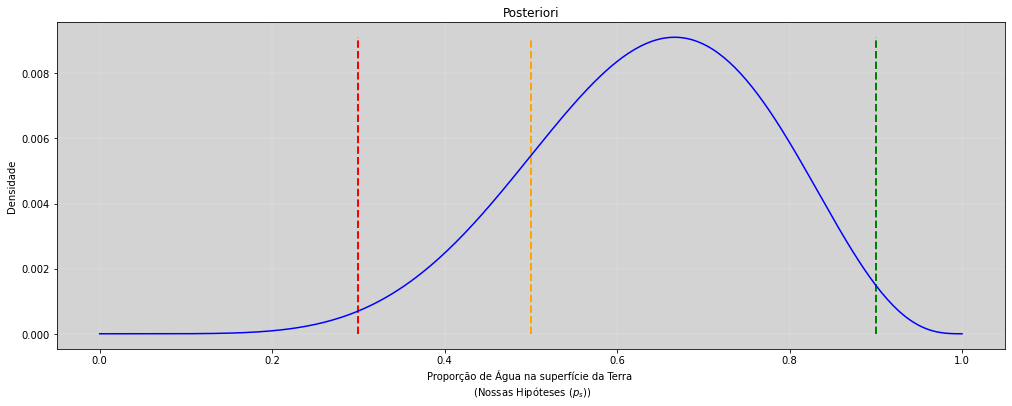 Posteriori
Densidade
0.008
0.006
0.004
0.002
0.000
0.0 0.2 0.4 0.6 0.8 1.0
Proporção de Água na superfície da Terra
(Nossas Hipóteses (pₛ))